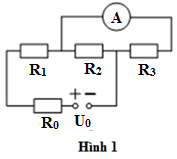 A
R₁ R₂ R₃
+ −
R₀ U₀
Hình 1